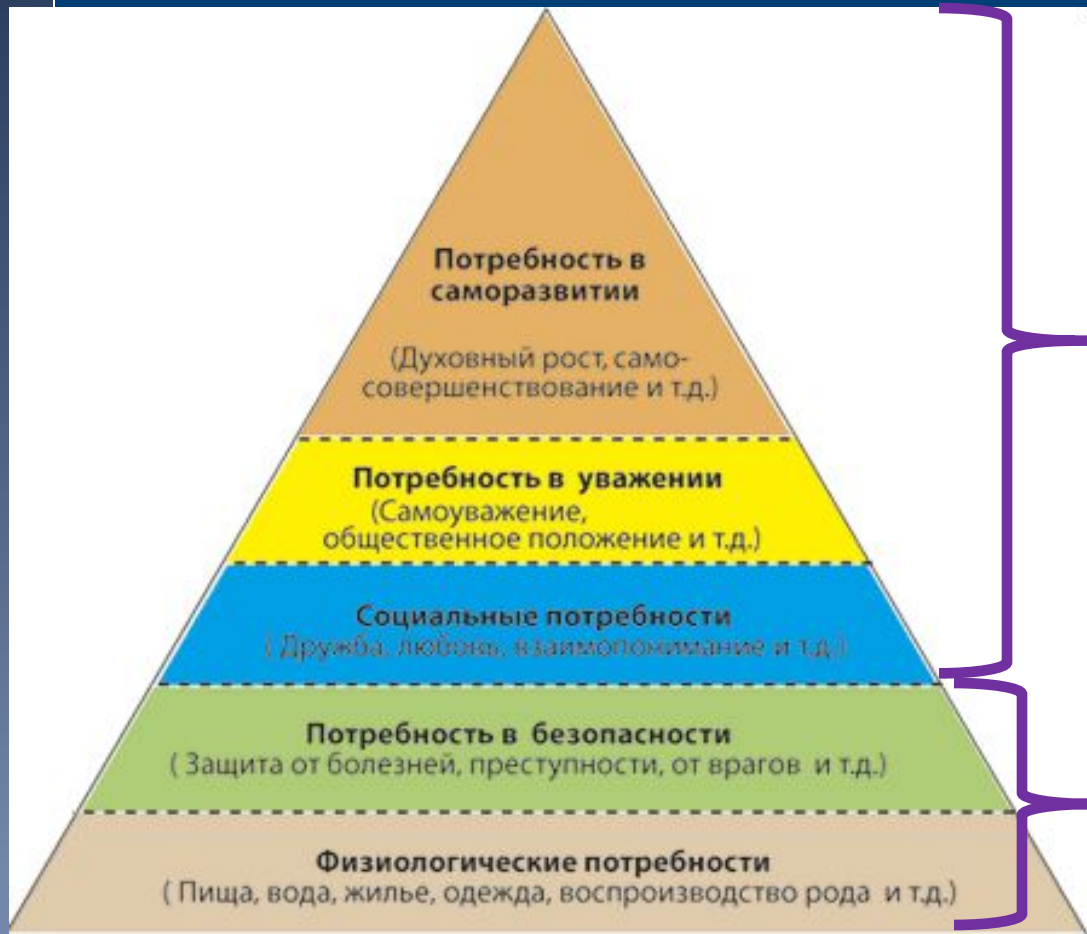 Потребность в
саморазвитии
(Духовный рост, само-
совершенствование и т.д.)
Потребность в уважении
(Самоуважение,
общественное положение и т.д.)
Социальные потребности
( Дружба, любовь, взаимопонимание и т.д.)
Потребность в безопасности
( Защита от болезней, преступности, от врагов и т.д.)
Физиологические потребности
( Пища, вода, жилье, одежда, воспроизводство рода и т.д.)